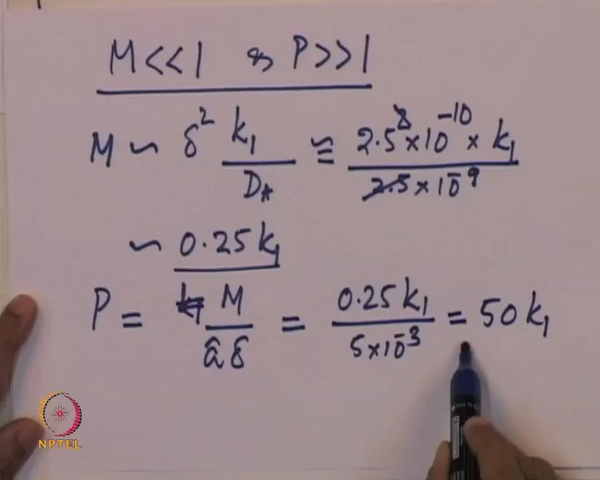 M<<1 ⇒ P>>1
M ~ δ² k₁/D_A ≅ 2.5 × 10⁻¹⁰ × k₁ / 2.5 × 10⁻⁹
~ 0.25 k₁
P = M/âδ = 0.25 k₁ / 5×10⁻³ = 50 k₁
NPTEL